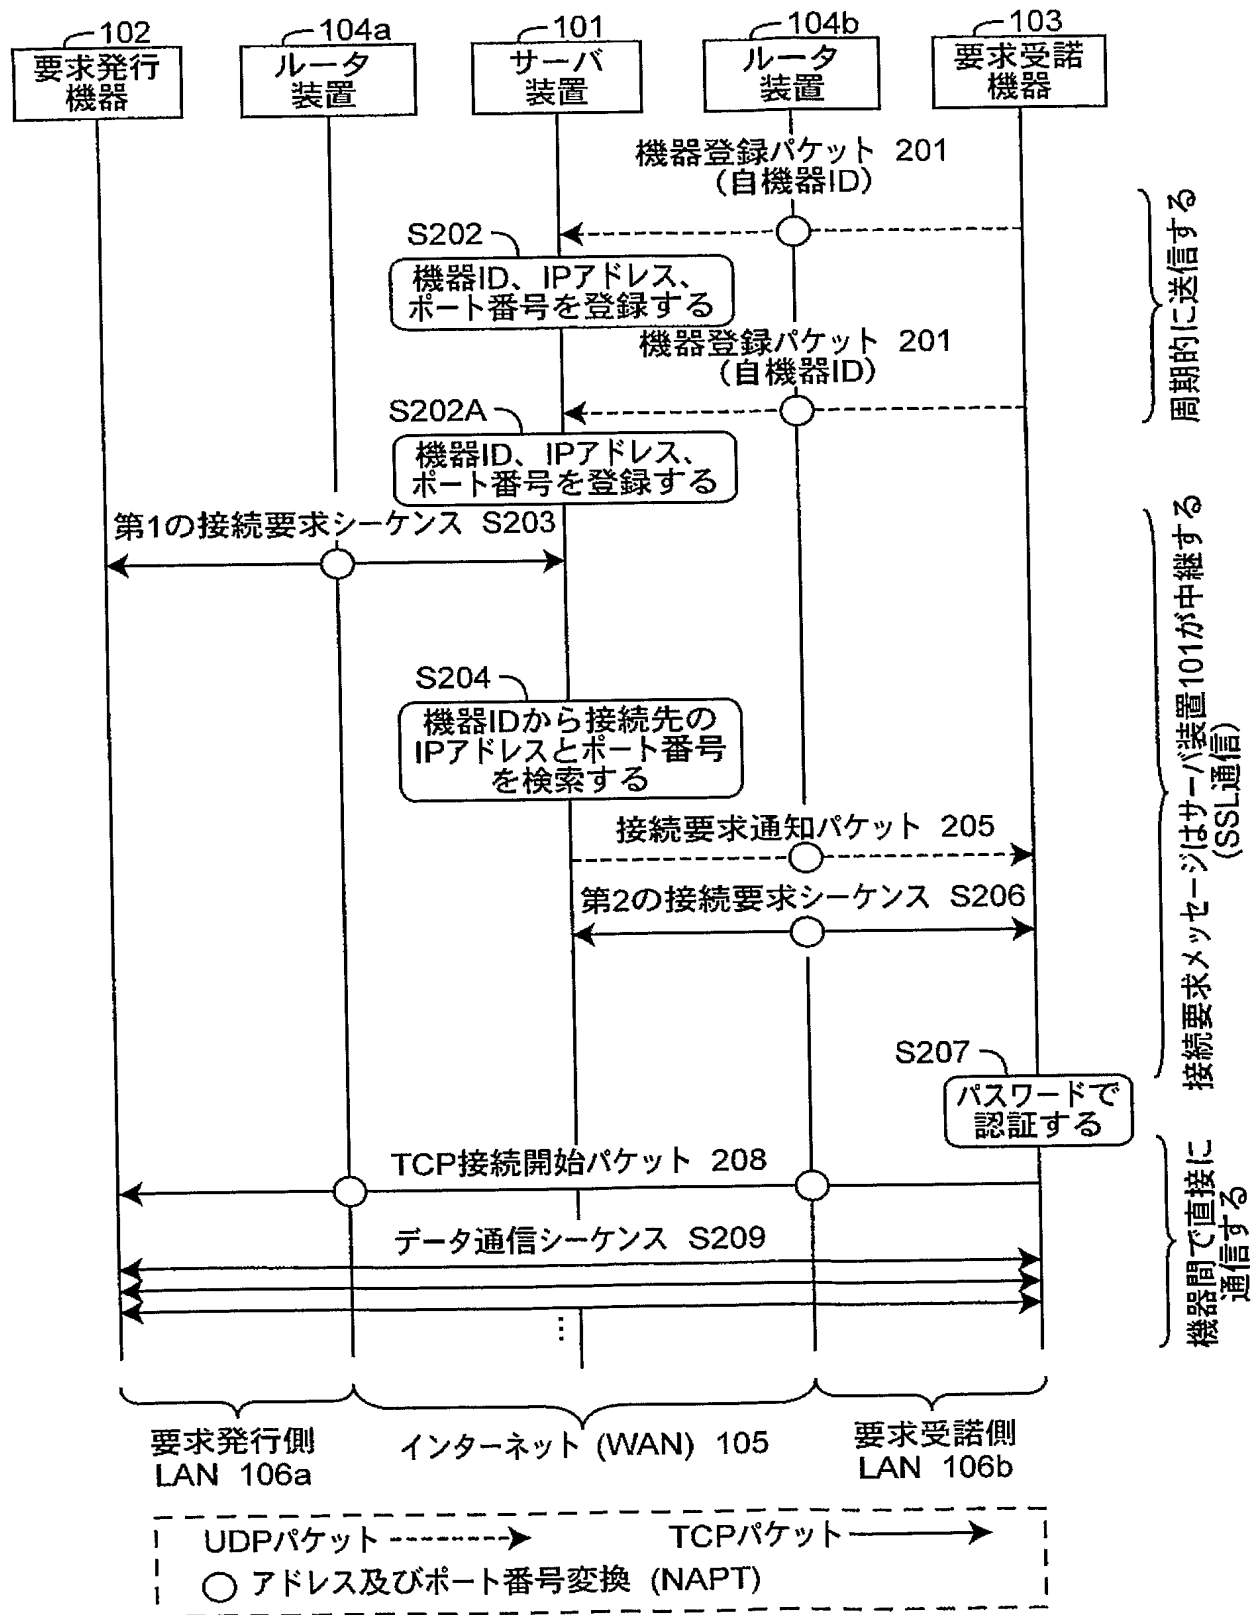 102
104a
101
104b
103
要求発行
機器
ルータ
装置
サーバ
装置
ルータ
装置
要求受諾
機器
機器登録パケット 201
(自機器ID)
S202
機器ID、IPアドレス、
ポート番号を登録する
機器登録パケット 201
(自機器ID)
周期的に送信する
S202A
機器ID、IPアドレス、
ポート番号を登録する
第1の接続要求シーケンス S203
S204
機器IDから接続先の
IPアドレスとポート番号
を検索する
接続要求通知パケット 205
第2の接続要求シーケンス S206
接続要求メッセージはサーバ装置101が中継する
(SSL通信)
S207
パスワードで
認証する
TCP接続開始パケット 208
データ通信シーケンス S209
…
機器間で直接に
通信する
要求発行側
LAN 106a
インターネット (WAN) 105
要求受諾側
LAN 106b
UDPパケット
TCPパケット
アドレス及びポート番号変換 (NAPT)